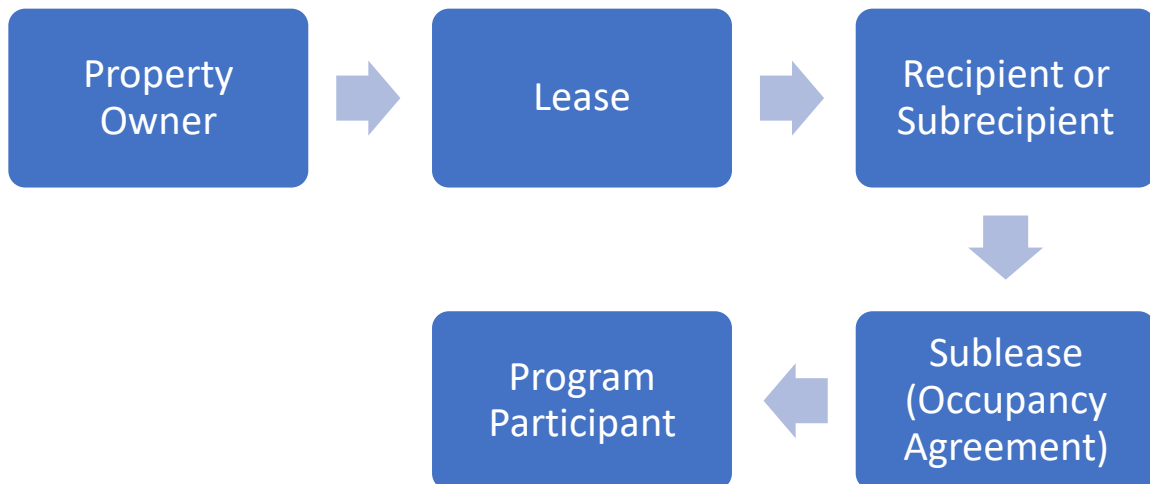 Property
Owner
Lease
Recipient or
Subrecipient
Sublease
(Occupancy
Agreement)
Program
Participant